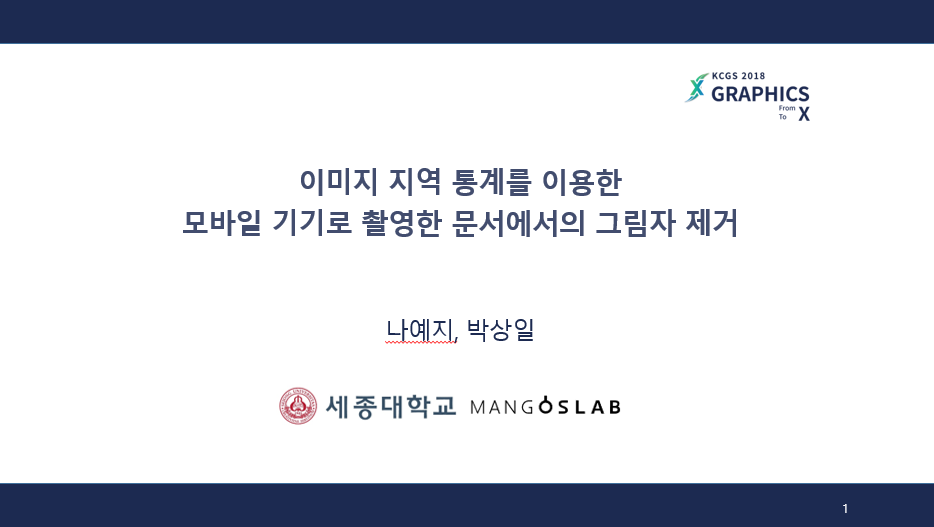 KCGS 2018
GRAPHICS
From
To X
이미지 지역 통계를 이용한
모바일 기기로 촬영한 문서에서의 그림자 제거
나예지, 박상일
세종대학교 MANGOSLAB
1